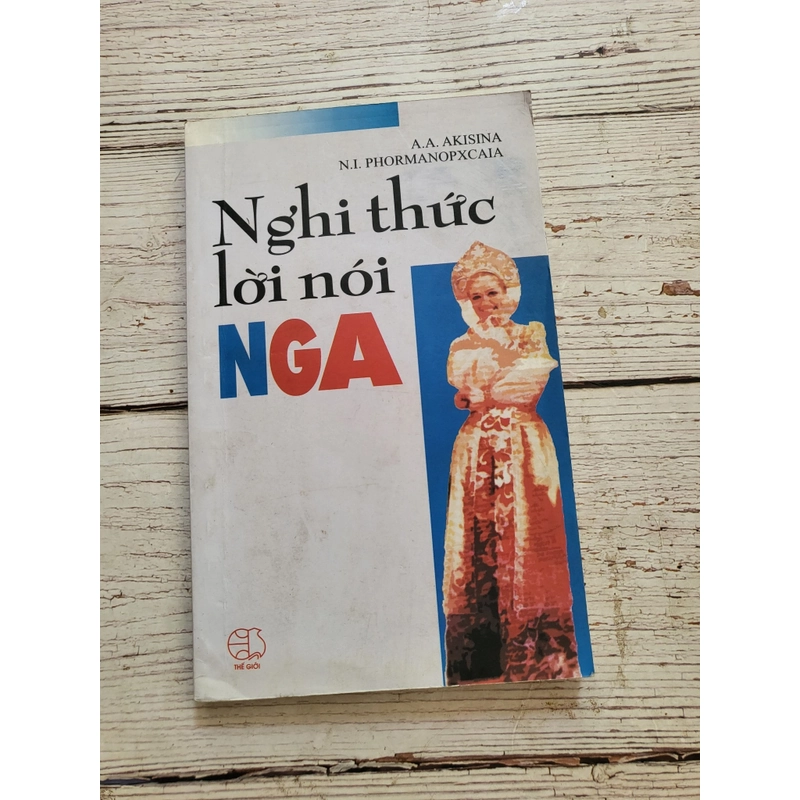 A.A. AKISINA
N.I. PHORMANOPXCAIA
Nghi thức
lời nói
NGA
THẾ GIỚI